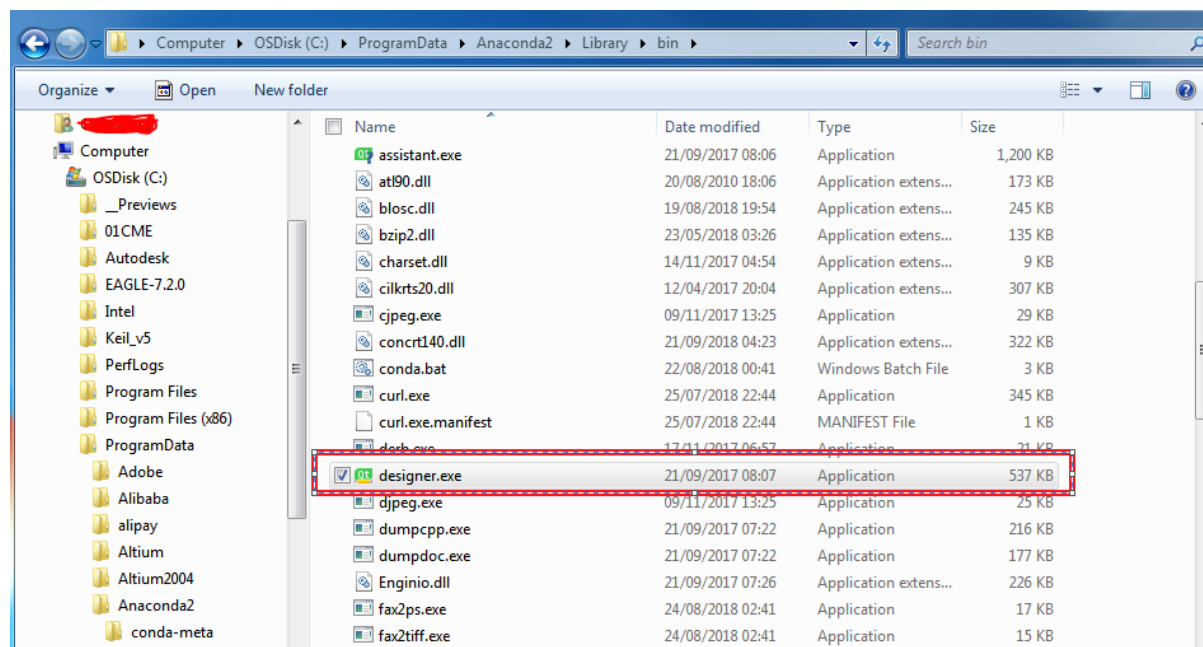 Computer OSDisk (C:) ProgramData Anaconda2 Library bin Search bin
Organize Open New folder
Name Date modified Type Size
Computer
OSDisk (C:)
__Previews
01CME
Autodesk
EAGLE-7.2.0
Intel
Keil_v5
PerfLogs
Program Files
Program Files (x86)
ProgramData
Adobe
Alibaba
alipay
Altium
Altium2004
Anaconda2
conda-meta
assistant.exe 21/09/2017 08:06 Application 1,200 KB
atl90.dll 20/08/2010 18:06 Application extens... 173 KB
blosc.dll 19/08/2018 19:54 Application extens... 245 KB
bzip2.dll 23/05/2018 03:26 Application extens... 135 KB
charset.dll 14/11/2017 04:54 Application extens... 9 KB
cilkrts20.dll 12/04/2017 20:04 Application extens... 307 KB
cjpeg.exe 09/11/2017 13:25 Application 29 KB
concrt140.dll 21/09/2018 04:23 Application extens... 322 KB
conda.bat 22/08/2018 00:41 Windows Batch File 3 KB
curl.exe 25/07/2018 22:44 Application 345 KB
curl.exe.manifest 25/07/2018 22:44 MANIFEST File 1 KB
derb.exe 17/11/2017 06:57 Application 21 KB
designer.exe 21/09/2017 08:07 Application 537 KB
djpeg.exe 09/11/2017 13:25 Application 25 KB
dumpcpp.exe 21/09/2017 07:22 Application 216 KB
dumpdoc.exe 21/09/2017 07:22 Application 177 KB
Enginio.dll 21/09/2017 07:26 Application extens... 226 KB
fax2ps.exe 24/08/2018 02:41 Application 17 KB
fax2tiff.exe 24/08/2018 02:41 Application 15 KB